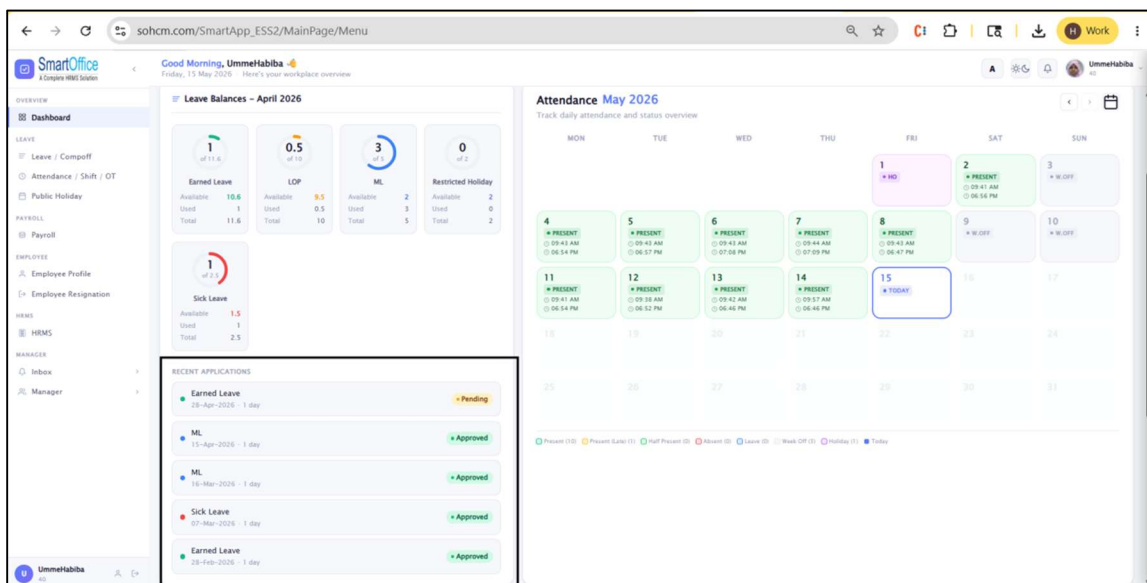 sohcm.com/SmartApp_ESS2/MainPage/Menu
H Work
SmartOffice
A Complete HRMS Solution
Good Morning, UmmeHabiba
Friday, 15 May 2026 · Here's your workplace overview
A
UmmeHabiba
40
OVERVIEW
Dashboard
LEAVE
Leave / Compoff
Attendance / Shift / OT
Public Holiday
PAYROLL
Payroll
EMPLOYEE
Employee Profile
Employee Resignation
HRMS
HRMS
MANAGER
Inbox
Manager
U UmmeHabiba
40
Leave Balances – April 2026
1
of 11.6
Earned Leave
Available 10.6
Used 1
Total 11.6
0.5
of 10
LOP
Available 9.5
Used 0.5
Total 10
3
of 5
ML
Available 2
Used 3
Total 5
0
of 2
Restricted Holiday
Available 2
Used 0
Total 2
1
of 2.5
Sick Leave
Available 1.5
Used 1
Total 2.5
RECENT APPLICATIONS
Earned Leave
28-Apr-2026 · 1 day
Pending
ML
15-Apr-2026 · 1 day
Approved
ML
16-Mar-2026 · 1 day
Approved
Sick Leave
07-Mar-2026 · 1 day
Approved
Earned Leave
28-Feb-2026 · 1 day
Approved
Attendance May 2026
Track daily attendance and status overview
MON TUE WED THU FRI SAT SUN
1
HO
2
PRESENT
09:41 AM
06:56 PM
3
W.OFF
4
PRESENT
09:43 AM
06:54 PM
5
PRESENT
09:43 AM
06:57 PM
6
PRESENT
09:43 AM
07:08 PM
7
PRESENT
09:44 AM
07:09 PM
8
PRESENT
09:43 AM
06:47 PM
9
W.OFF
10
W.OFF
11
PRESENT
09:41 AM
06:54 PM
12
PRESENT
09:38 AM
06:52 PM
13
PRESENT
09:42 AM
06:46 PM
14
PRESENT
09:57 AM
06:46 PM
15
TODAY
16
17
18 19 20 21 22 23 24
25 26 27 28 29 30 31
Present (10) Present (Late) (1) Half Present (0) Absent (0) Leave (0) Week Off (3) Holiday (1) Today